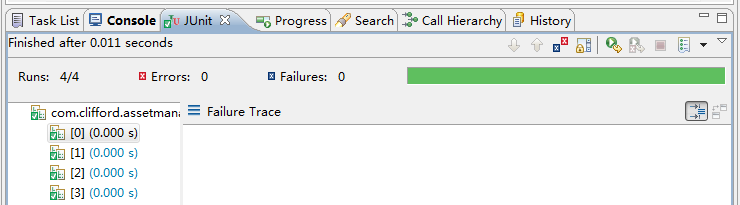 Task List Console JUnit Progress Search Call Hierarchy History
Finished after 0.011 seconds
Runs: 4/4 Errors: 0 Failures: 0
com.clifford.assetmana Failure Trace
[0] (0.000 s)
[1] (0.000 s)
[2] (0.000 s)
[3] (0.000 s)